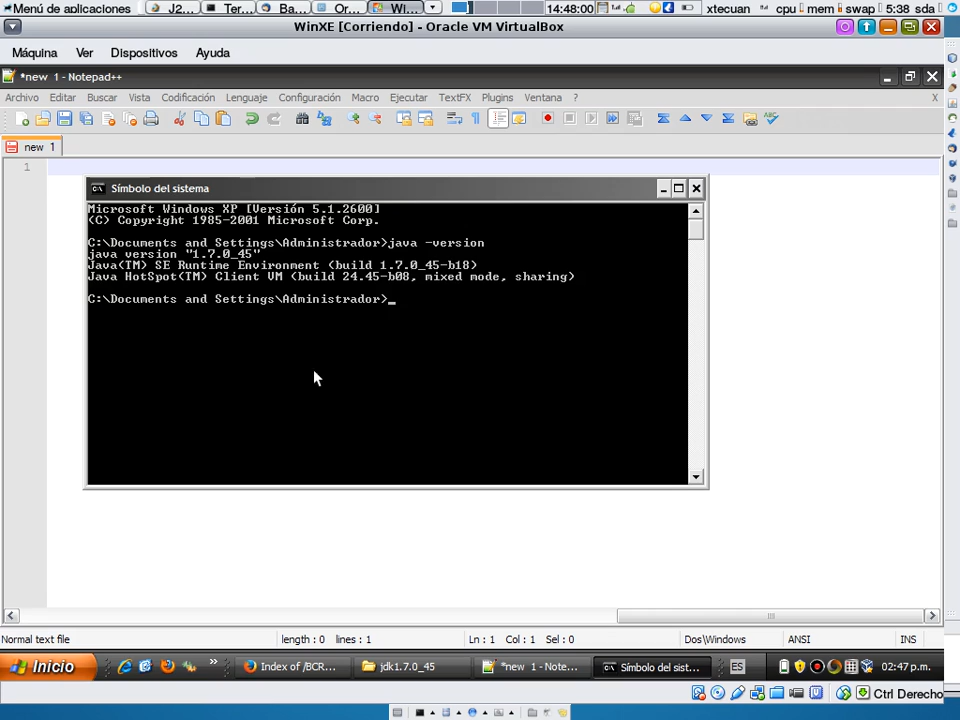 Menú de aplicaciones J2... Ter... Ba... Or... Wi... 14:48:00 xtecuan cpu mem swap 5:38 sda
WinXE [Corriendo] - Oracle VM VirtualBox
Máquina Ver Dispositivos Ayuda
*new 1 - Notepad++
Archivo Editar Buscar Vista Codificación Lenguaje Configuración Macro Ejecutar TextFX Plugins Ventana ? X
new 1
1
Símbolo del sistema
Microsoft Windows XP [Versión 5.1.2600]
(C) Copyright 1985-2001 Microsoft Corp.
C:\Documents and Settings\Administrador>java -version
java version "1.7.0_45"
Java(TM) SE Runtime Environment (build 1.7.0_45-b18)
Java HotSpot(TM) Client VM (build 24.45-b08, mixed mode, sharing)
C:\Documents and Settings\Administrador>_
Normal text file length : 0 lines : 1 Ln : 1 Col : 1 Sel : 0 Dos\Windows ANSI INS
Inicio » Index of /BCR... jdk1.7.0_45 *new 1 - Note... Símbolo del sist... ES 02:47 p.m.
Ctrl Derecho